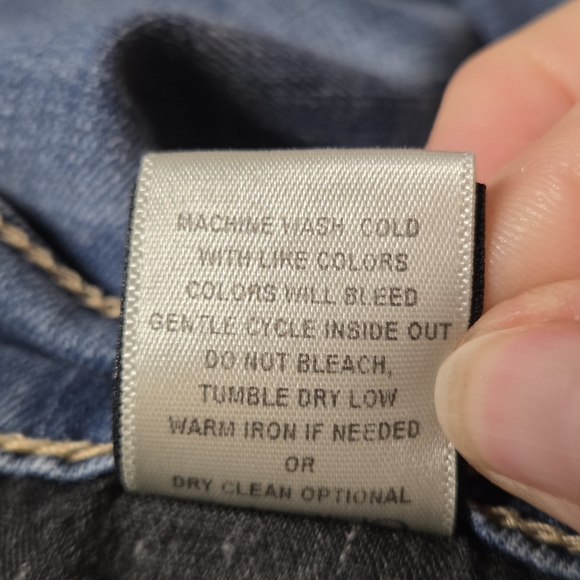 MACHINE WASH COLD
WITH LIKE COLORS
COLORS WILL BLEED
GENTLE CYCLE INSIDE OUT
DO NOT BLEACH,
TUMBLE DRY LOW
WARM IRON IF NEEDED
OR
DRY CLEAN OPTIONAL